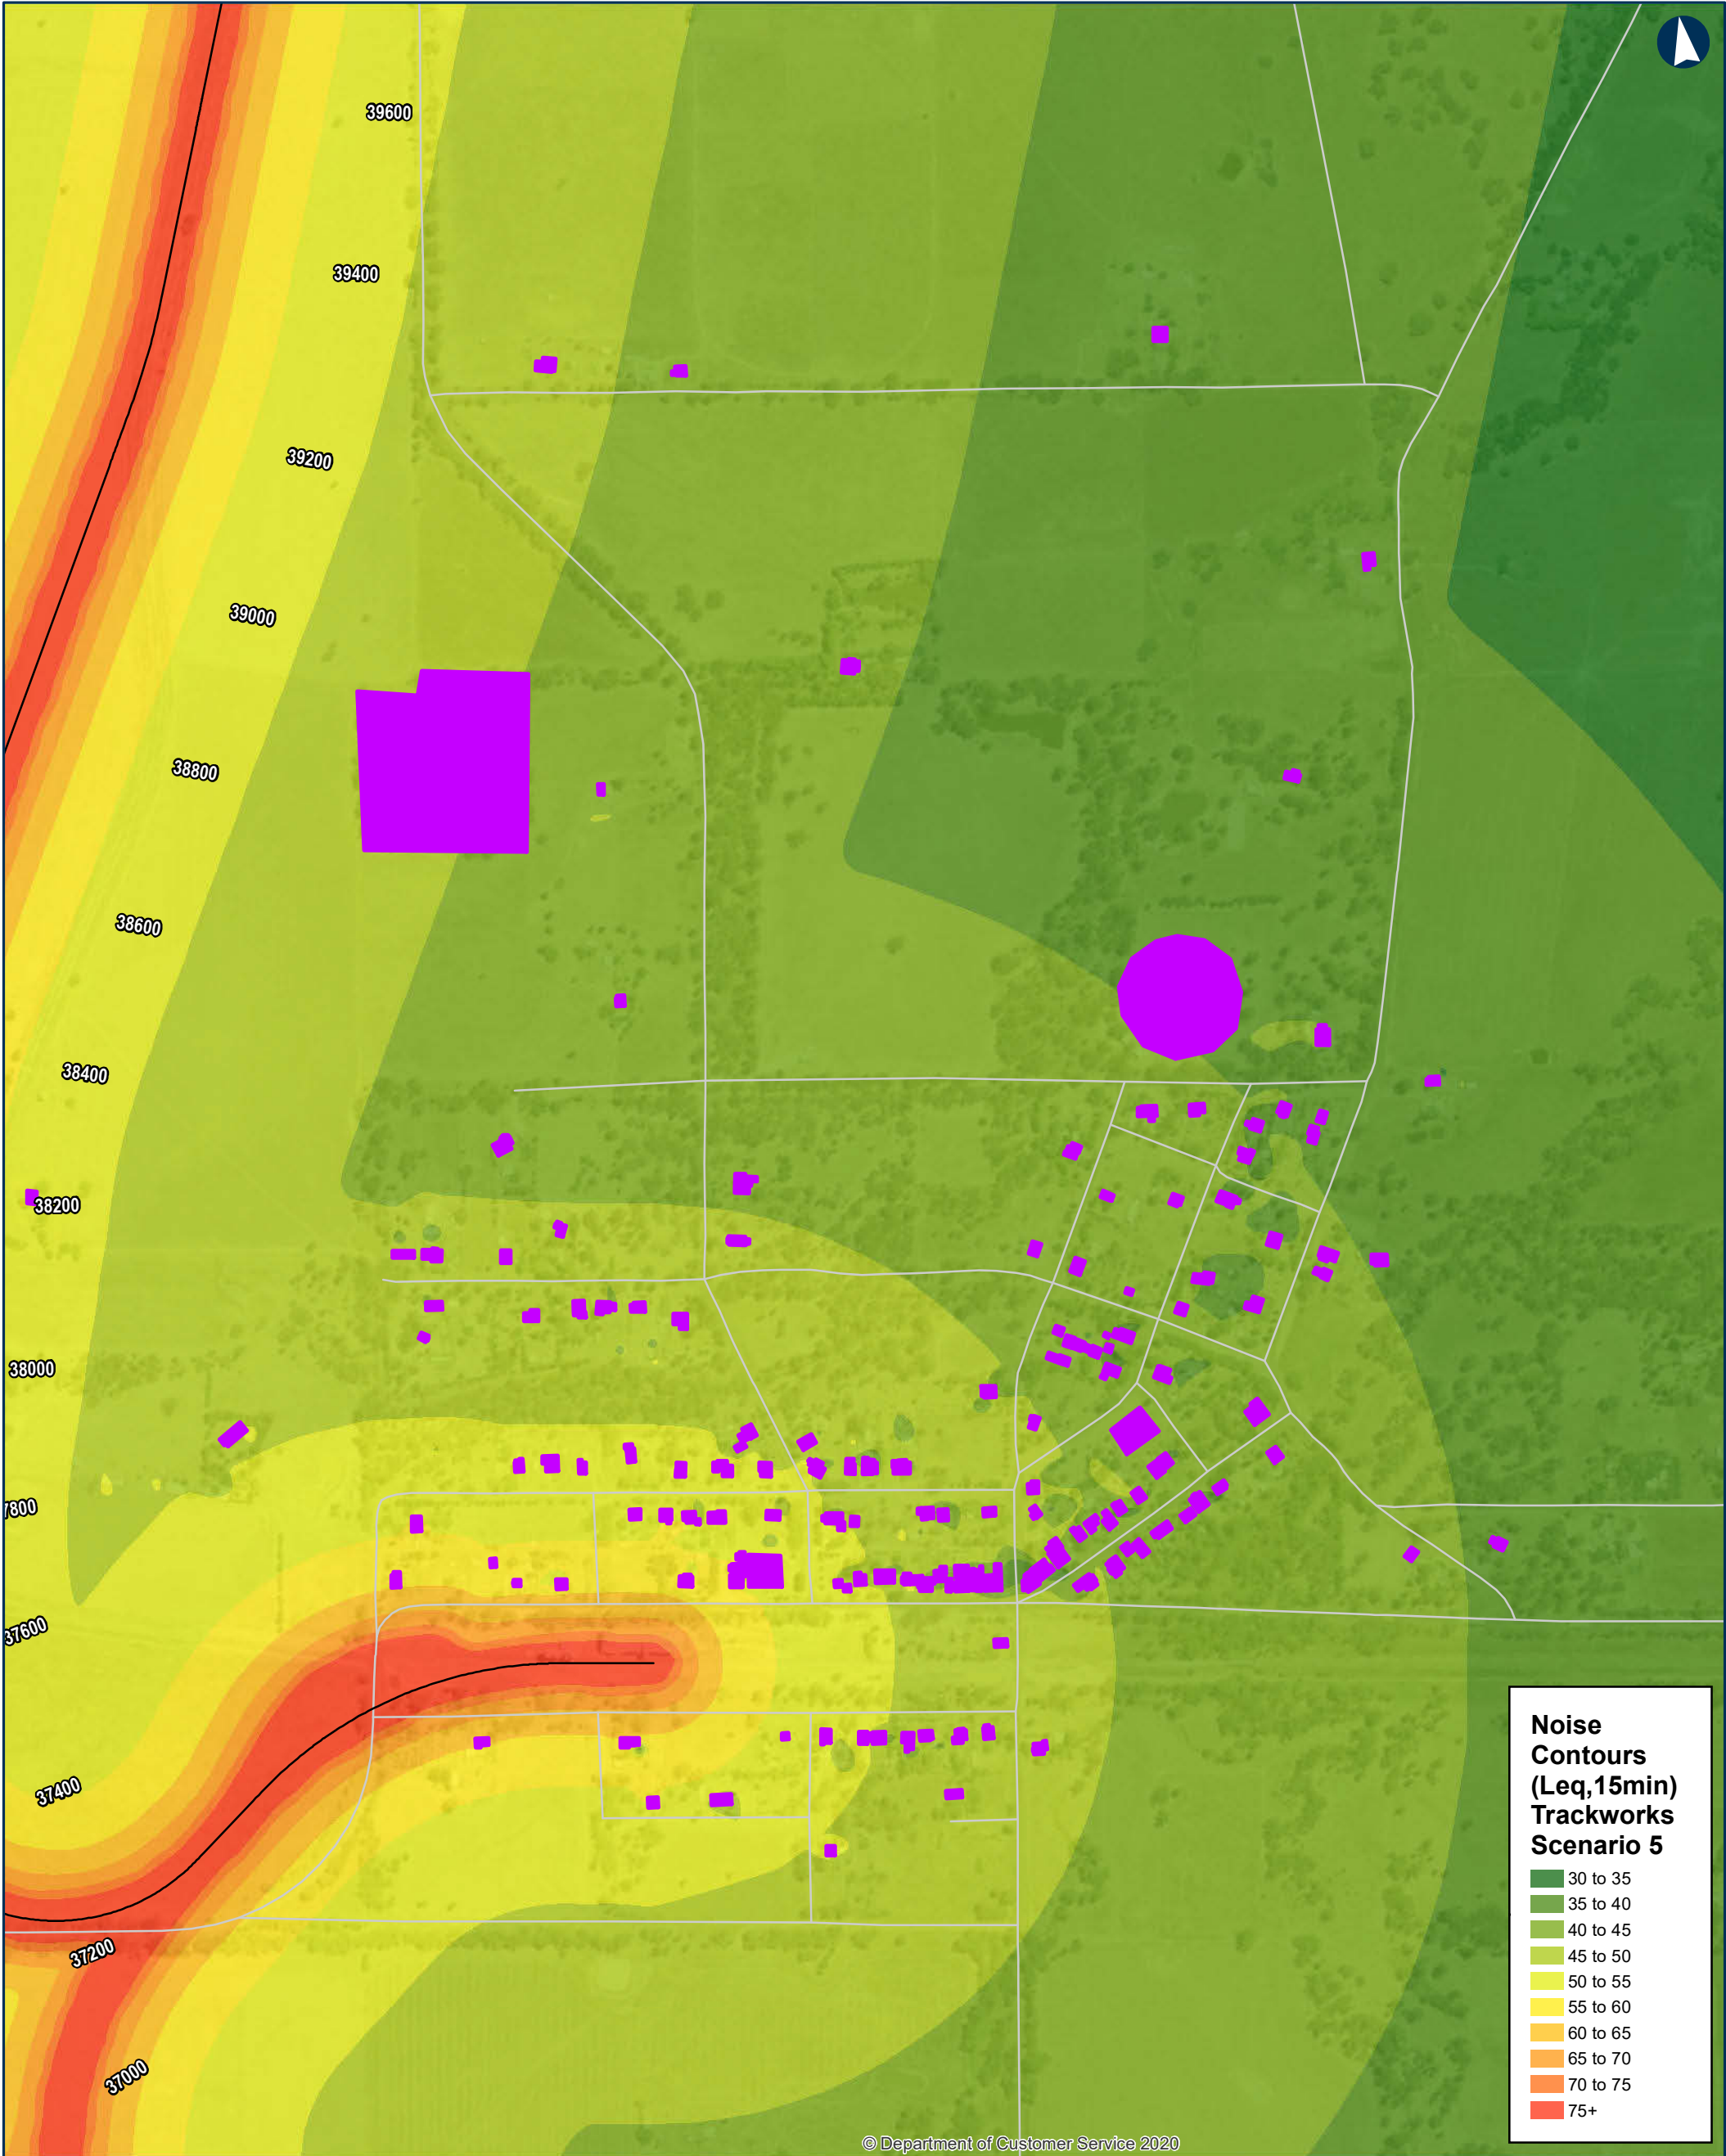 39600
39400
39200
39000
38800
38600
38400
38200
38000
7800
37600
37400
37200
37000
Noise
Contours
(Leq,15min)
Trackworks
Scenario 5
30 to 35
35 to 40
40 to 45
45 to 50
50 to 55
55 to 60
60 to 65
65 to 70
70 to 75
75+
© Department of Customer Service 2020